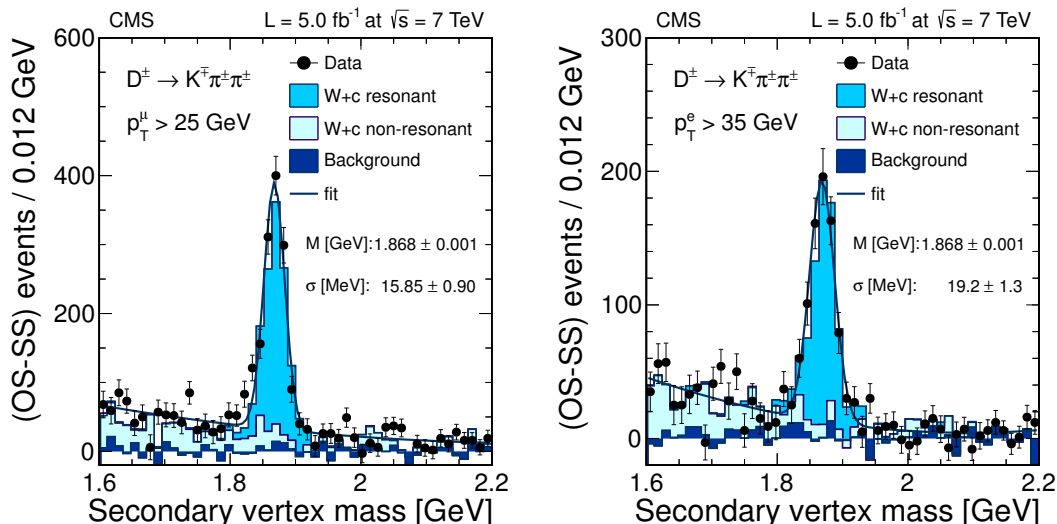 CMS L = 5.0 fb⁻¹ at √s = 7 TeV
(OS-SS) events / 0.012 GeV
600
400
200
0
D± → K∓π±π±
p_T^μ > 25 GeV
Data
W+c resonant
W+c non-resonant
Background
fit
M [GeV]:1.868 ± 0.001
σ [MeV]: 15.85 ± 0.90
1.6 1.8 2 2.2
Secondary vertex mass [GeV]
CMS L = 5.0 fb⁻¹ at √s = 7 TeV
(OS-SS) events / 0.012 GeV
300
200
100
0
D± → K∓π±π±
p_T^e > 35 GeV
Data
W+c resonant
W+c non-resonant
Background
fit
M [GeV]:1.868 ± 0.001
σ [MeV]: 19.2 ± 1.3
1.6 1.8 2 2.2
Secondary vertex mass [GeV]